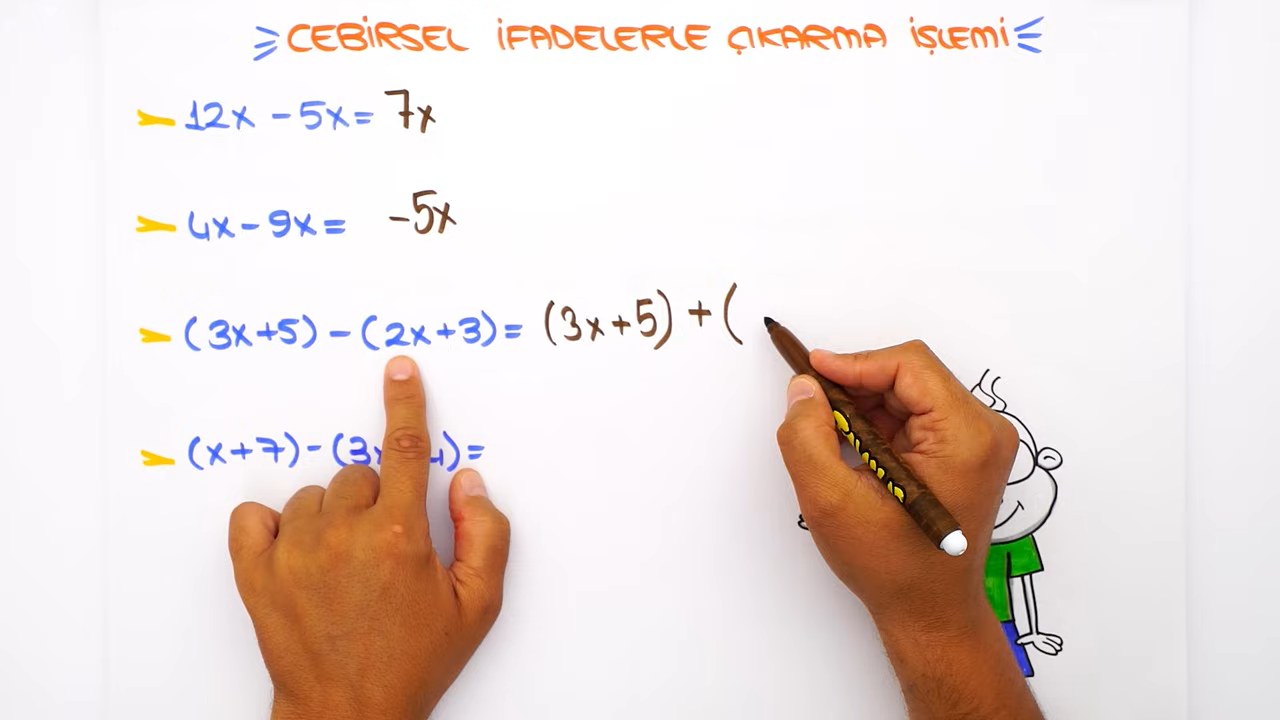 CEBİRSEL İFADELERLE ÇIKARMA İŞLEMİ
12x - 5x = 7x
4x - 9x = -5x
(3x+5) - (2x+3) = (3x+5) + (
(x+7) - (3